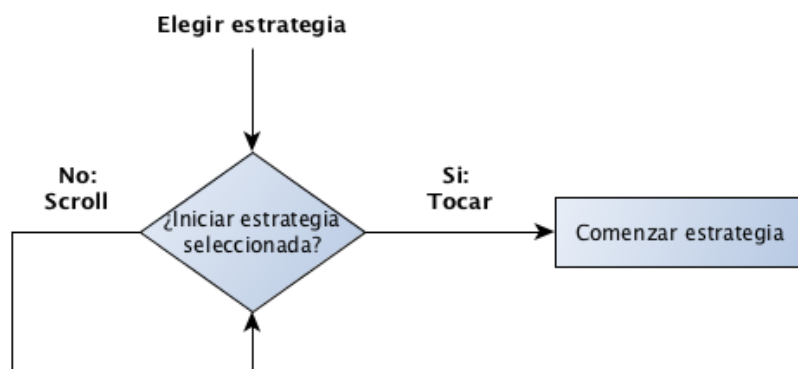 Elegir estrategia
No:
Scroll
Si:
Tocar
¿Iniciar estrategia
seleccionada?
Comenzar estrategia